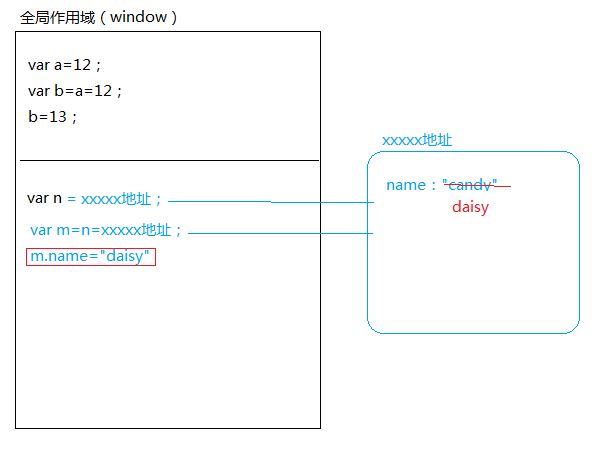 全局作用域（window）
var a=12；
var b=a=12；
b=13；
var n = xxxxx地址；
var m=n=xxxxx地址；
m.name="daisy"
xxxxx地址
name："candy"
daisy